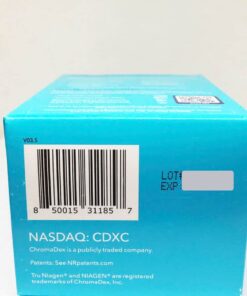 V03.5
8 50015 31185 7
LOT#
EXP:
NASDAQ: CDXC
ChromaDex is a publicly traded company.
Patents: See NRpatents.com
Tru Niagen® and NIAGEN® are registered
trademarks of ChromaDex, Inc.